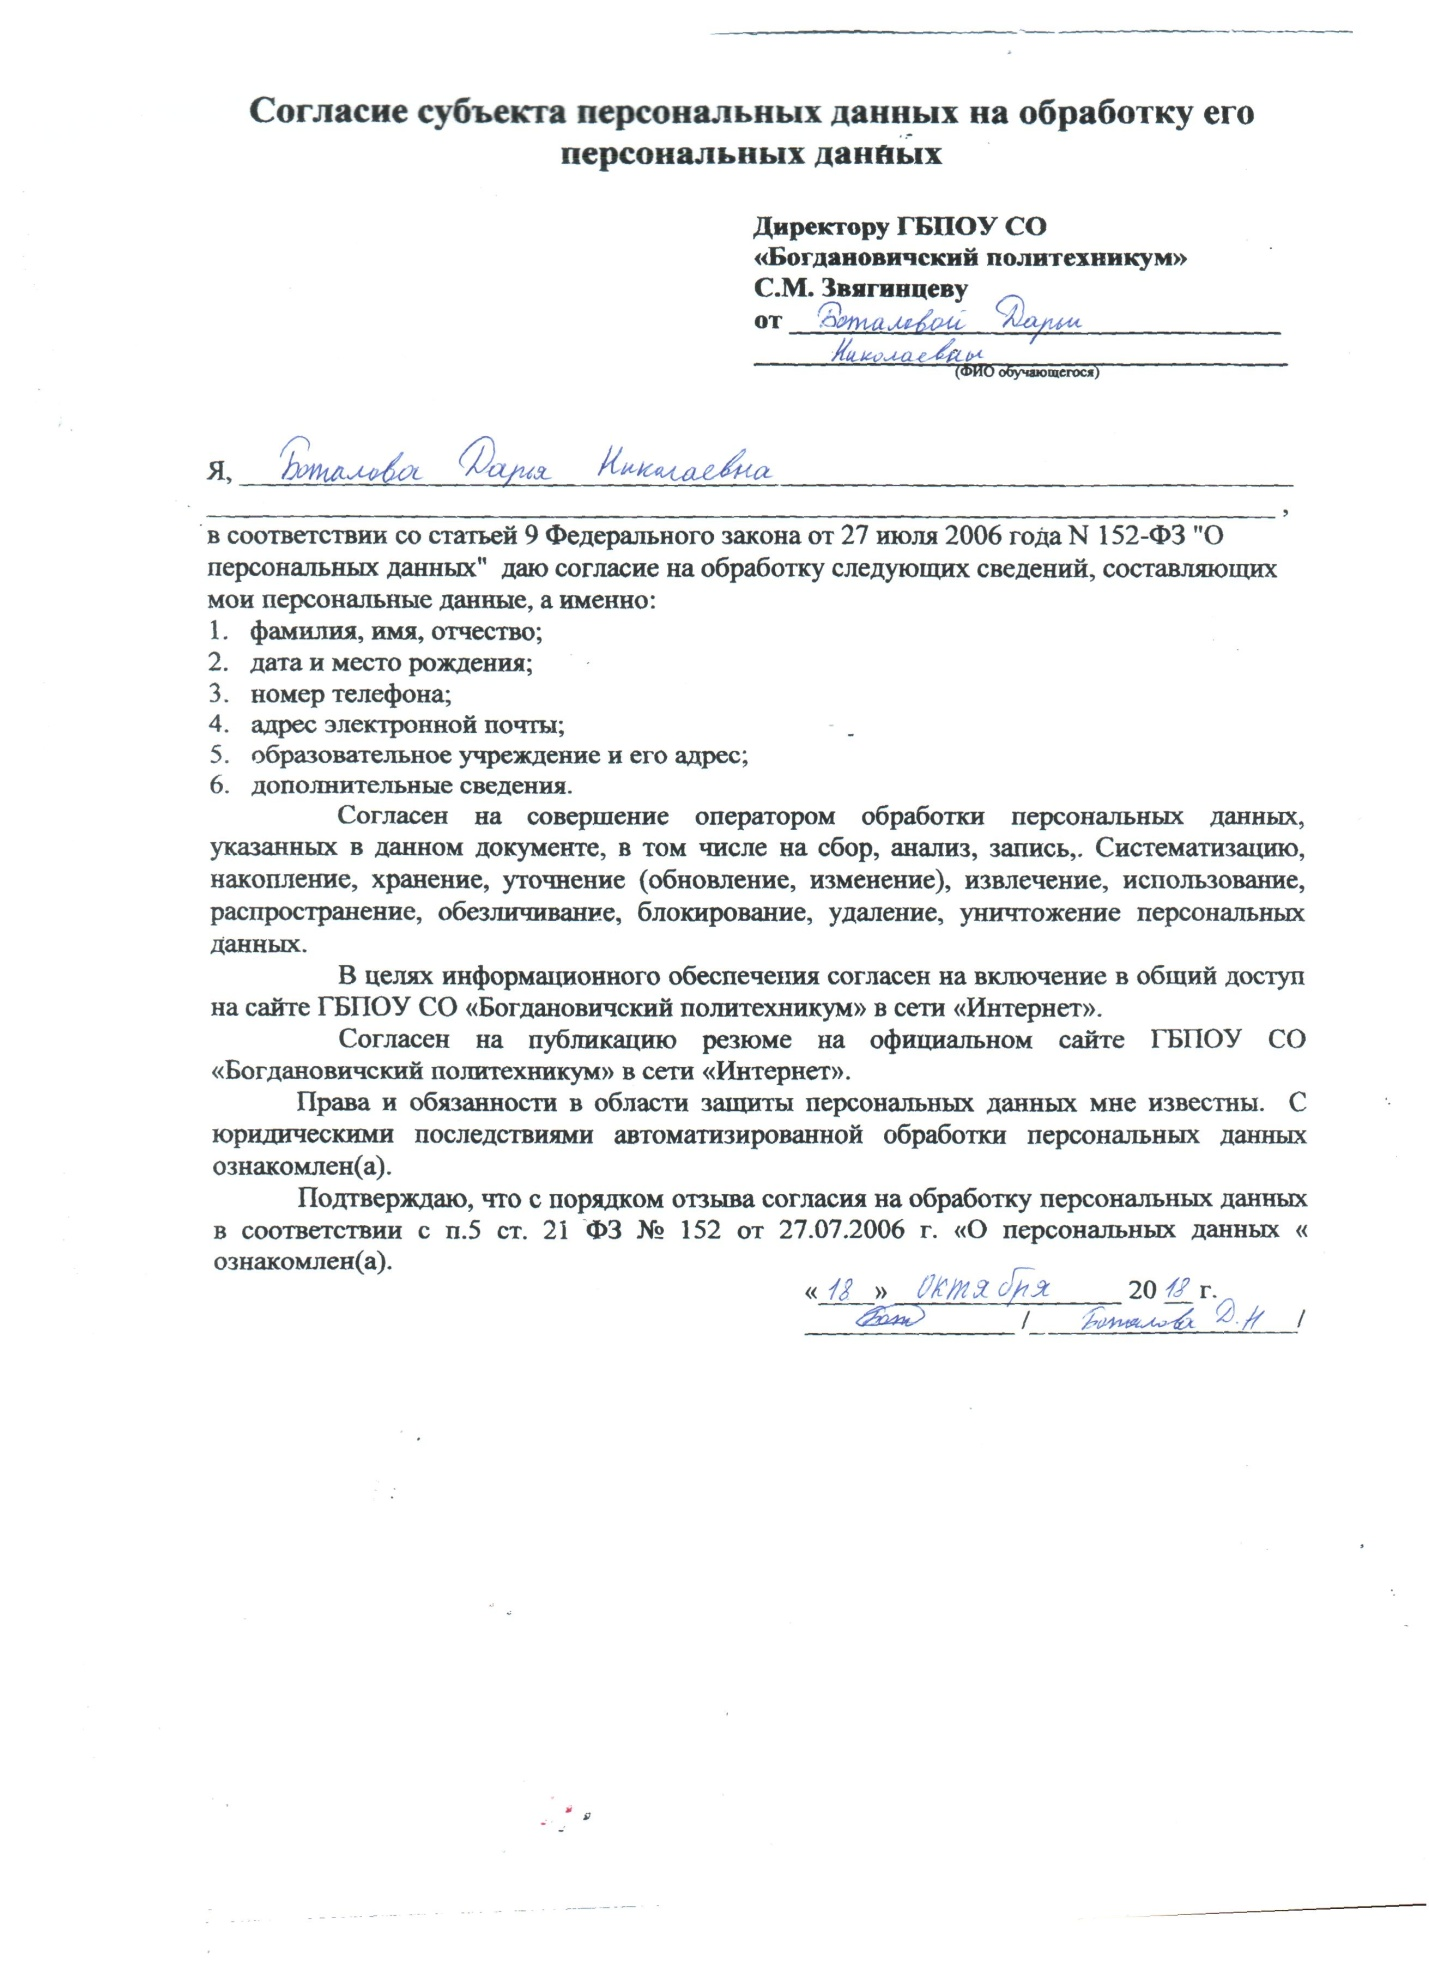 Согласие субъекта персональных данных на обработку его
персональных данных
Директору ГБПОУ СО
«Богдановичский политехникум»
С.М. Звягинцеву
от Боталовой Дарьи
Николаевны
(ФИО обучающегося)
Я, Боталова Дарья Николаевна
,
в соответствии со статьей 9 Федерального закона от 27 июля 2006 года N 152-ФЗ "О
персональных данных" даю согласие на обработку следующих сведений, составляющих
мои персональные данные, а именно:
1. фамилия, имя, отчество;
2. дата и место рождения;
3. номер телефона;
4. адрес электронной почты;
5. образовательное учреждение и его адрес;
6. дополнительные сведения.
Согласен на совершение оператором обработки персональных данных,
указанных в данном документе, в том числе на сбор, анализ, запись,. Систематизацию,
накопление, хранение, уточнение (обновление, изменение), извлечение, использование,
распространение, обезличивание, блокирование, удаление, уничтожение персональных
данных.
В целях информационного обеспечения согласен на включение в общий доступ
на сайте ГБПОУ СО «Богдановичский политехникум» в сети «Интернет».
Согласен на публикацию резюме на официальном сайте ГБПОУ СО
«Богдановичский политехникум» в сети «Интернет».
Права и обязанности в области защиты персональных данных мне известны. С
юридическими последствиями автоматизированной обработки персональных данных
ознакомлен(а).
Подтверждаю, что с порядком отзыва согласия на обработку персональных данных
в соответствии с п.5 ст. 21 ФЗ № 152 от 27.07.2006 г. «О персональных данных «
ознакомлен(а).
«18» октября 2018 г.
Бот / Боталова Д.Н /